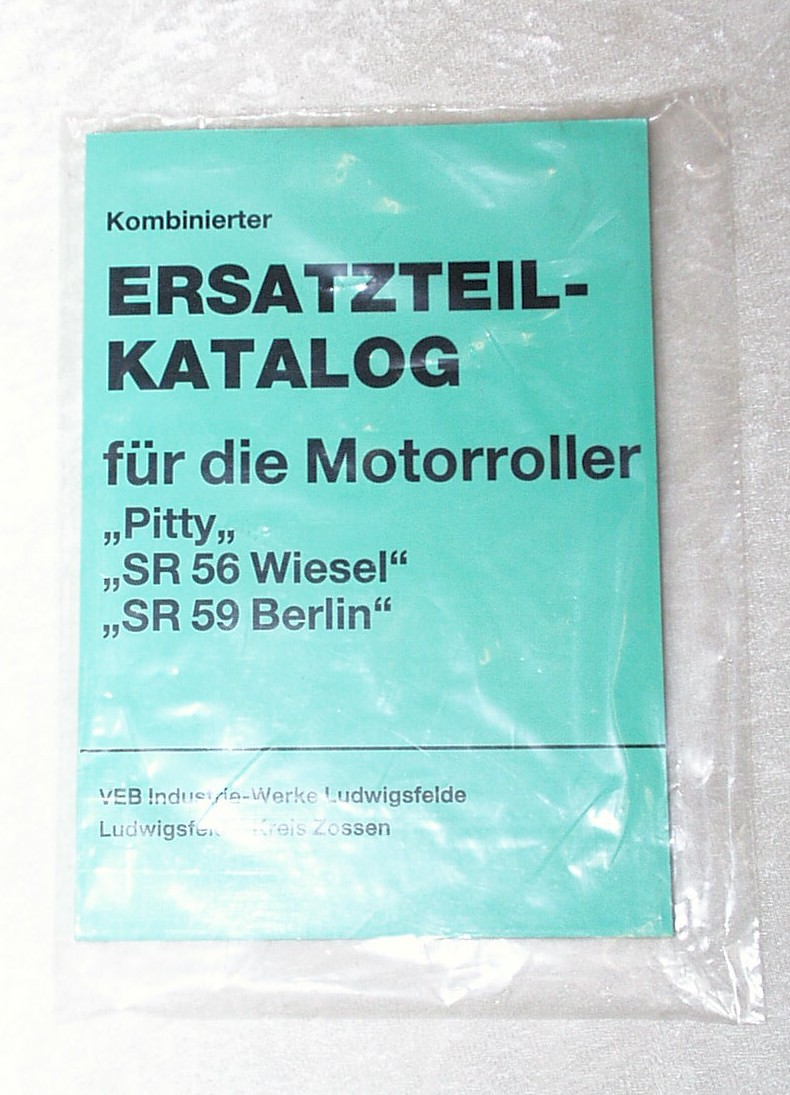 Kombinierter
ERSATZTEIL-
KATALOG
für die Motorroller
„Pitty„
„SR 56 Wiesel“
„SR 59 Berlin“
VEB Industrie-Werke Ludwigsfelde
Ludwigsfelde Kreis Zossen